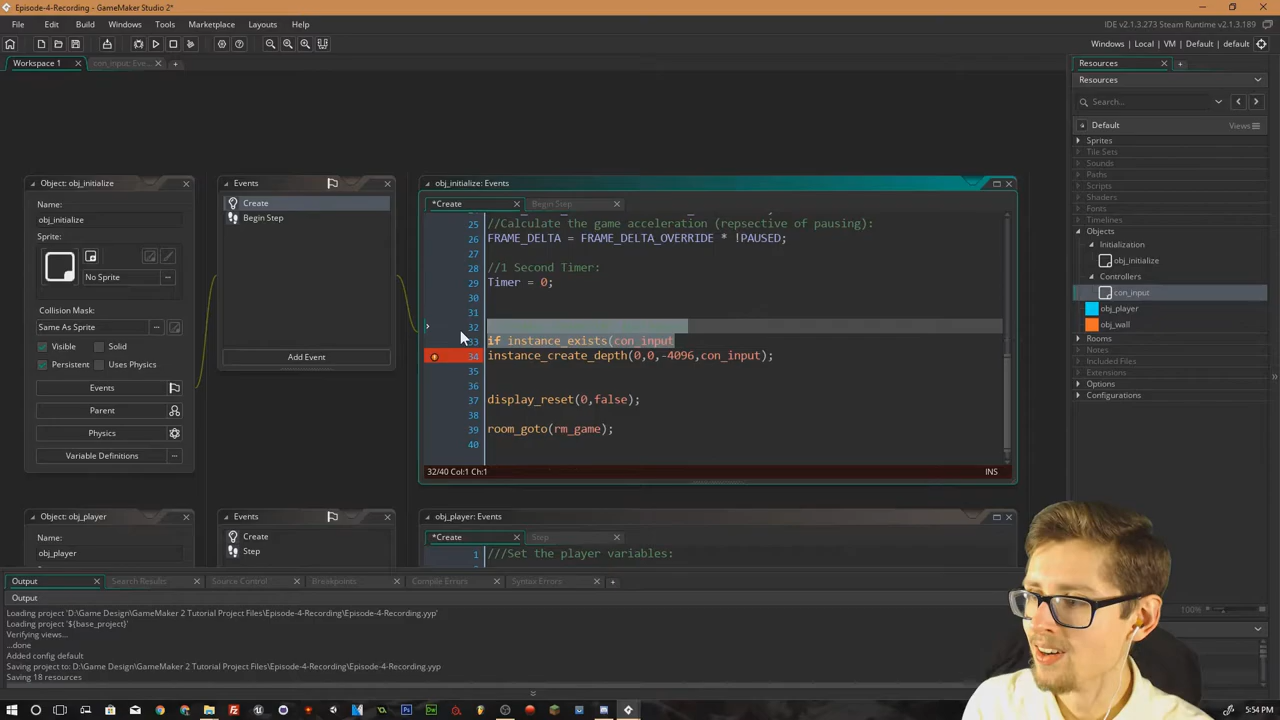 Episode-4-Recording - GameMaker Studio 2*
File Edit Build Windows Tools Marketplace Layouts Help
IDE v2.1.3.273 Steam Runtime v2.1.3.189
Windows | Local | VM | Default | default
Workspace 1
con_input: Eve...
Resources
Resources
Search...
Default
Views
Sprites
Tile Sets
Sounds
Paths
Scripts
Shaders
Fonts
Timelines
Objects
Initialization
obj_initialize
Controllers
con_input
obj_player
obj_wall
Rooms
Notes
Included Files
Extensions
Options
Configurations
Object: obj_initialize
Name:
obj_initialize
Sprite:
No Sprite
Collision Mask:
Same As Sprite
Visible
Solid
Persistent
Uses Physics
Events
Parent
Physics
Variable Definitions
Events
Create
Begin Step
Add Event
obj_initialize: Events
*Create
Begin Step
25 //Calculate the game acceleration (repsective of pausing):
26 FRAME_DELTA = FRAME_DELTA_OVERRIDE * !PAUSED;
27
28 //1 Second Timer:
29 Timer = 0;
30
31
32
33 if instance_exists(con_input
34 instance_create_depth(0,0,-4096,con_input);
35
36
37 display_reset(0,false);
38
39 room_goto(rm_game);
40
32/40 Col:1 Ch:1
INS
Object: obj_player
Name:
obj_player
Events
Create
Step
obj_player: Events
*Create
Step
1 ///Set the player variables:
Output
Search Results
Source Control
Breakpoints
Compile Errors
Syntax Errors
Output
Loading project 'D:\Game Design\GameMaker 2 Tutorial Project Files\Episode-4-Recording\Episode-4-Recording.yyp'
Loading project '${base_project}'
Verifying views...
...done
Added config default
Saving project to: D:\Game Design\GameMaker 2 Tutorial Project Files\Episode-4-Recording\Episode-4-Recording.yyp
Saving 18 resources
100%
5:54 PM